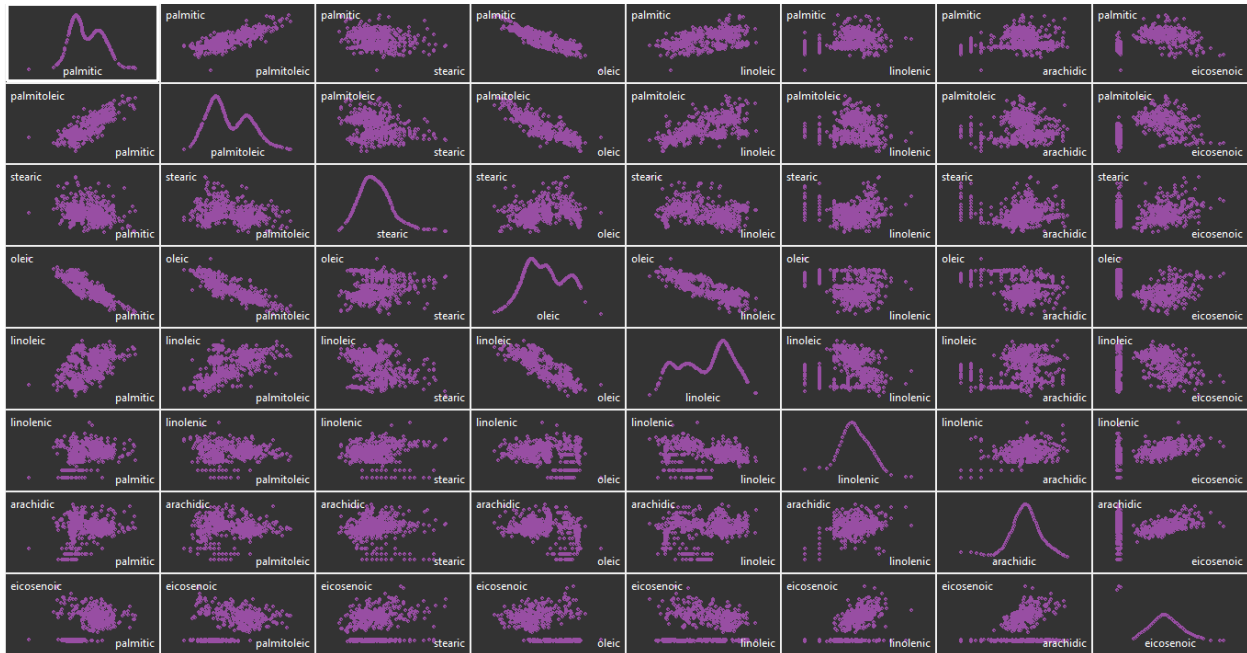 palmitic
palmitic palmitoleic
palmitic stearic
palmitic oleic
palmitic linoleic
palmitic linolenic
palmitic arachidic
palmitic eicosenoic
palmitoleic palmitic
palmitoleic
palmitoleic stearic
palmitoleic oleic
palmitoleic linoleic
palmitoleic linolenic
palmitoleic arachidic
palmitoleic eicosenoic
stearic palmitic
stearic palmitoleic
stearic
stearic oleic
stearic linoleic
stearic linolenic
stearic arachidic
stearic eicosenoic
oleic palmitic
oleic palmitoleic
oleic stearic
oleic
oleic linoleic
oleic linolenic
oleic arachidic
oleic eicosenoic
linoleic palmitic
linoleic palmitoleic
linoleic stearic
linoleic oleic
linoleic
linoleic linolenic
linoleic arachidic
linoleic eicosenoic
linolenic palmitic
linolenic palmitoleic
linolenic stearic
linolenic oleic
linolenic linoleic
linolenic
linolenic arachidic
linolenic eicosenoic
arachidic palmitic
arachidic palmitoleic
arachidic stearic
arachidic oleic
arachidic linoleic
arachidic linolenic
arachidic
arachidic eicosenoic
eicosenoic palmitic
eicosenoic palmitoleic
eicosenoic stearic
eicosenoic oleic
eicosenoic linoleic
eicosenoic linolenic
eicosenoic arachidic
eicosenoic